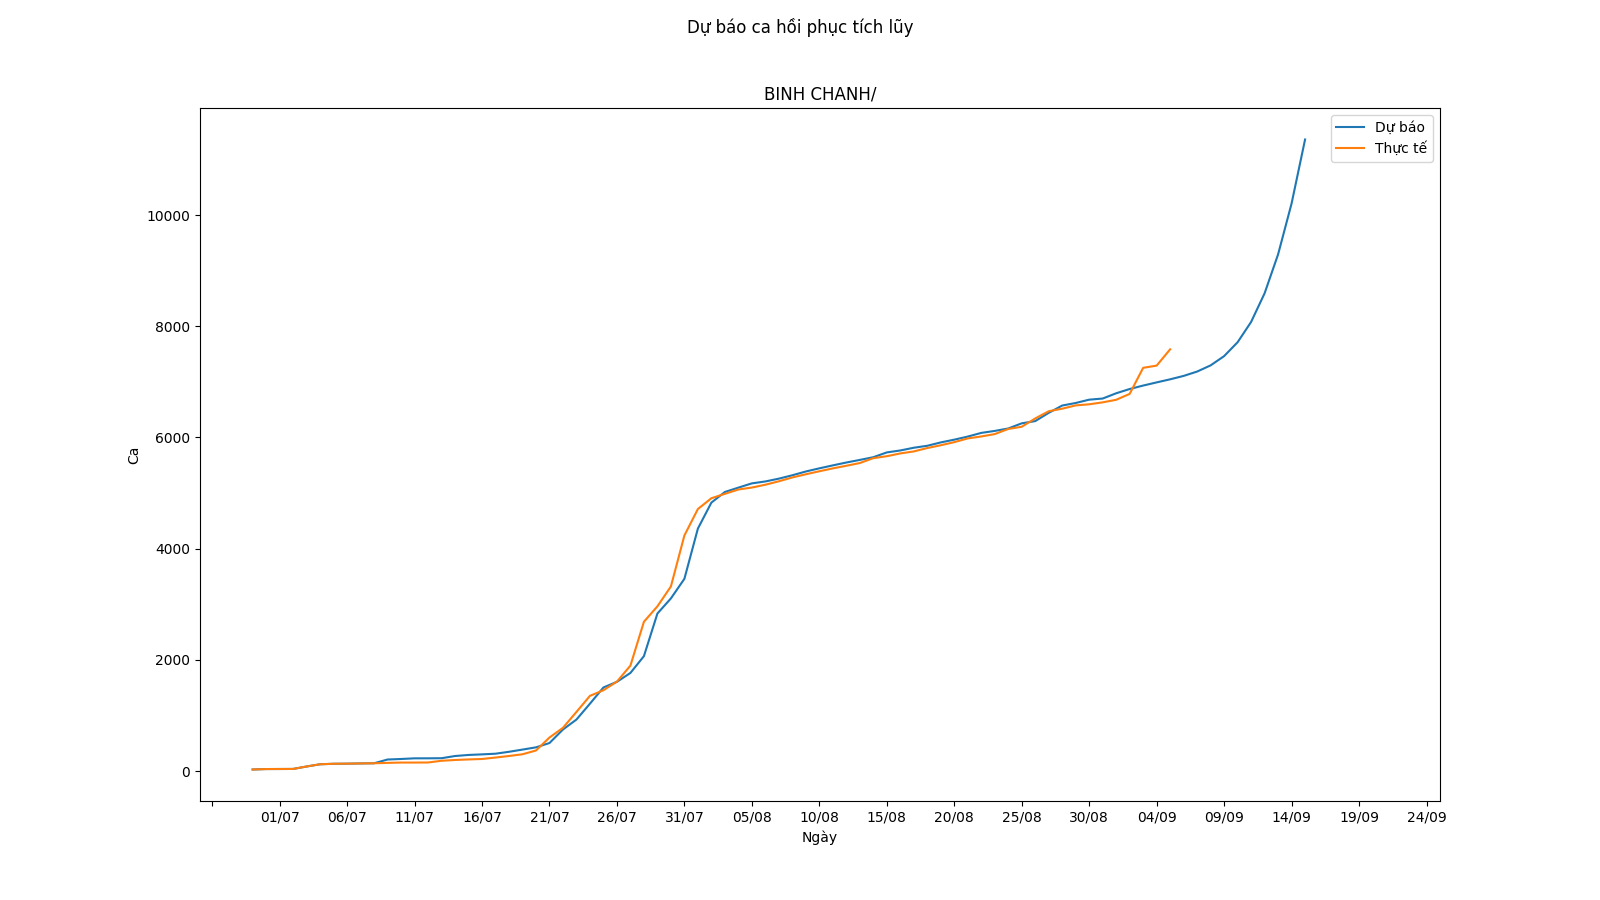 Dự báo ca hồi phục tích lũy
BINH CHANH/
Dự báo
Thực tế
10000
8000
6000
4000
2000
0
Ca
01/07 06/07 11/07 16/07 21/07 26/07 31/07 05/08 10/08 15/08 20/08 25/08 30/08 04/09 09/09 14/09 19/09 24/09
Ngày